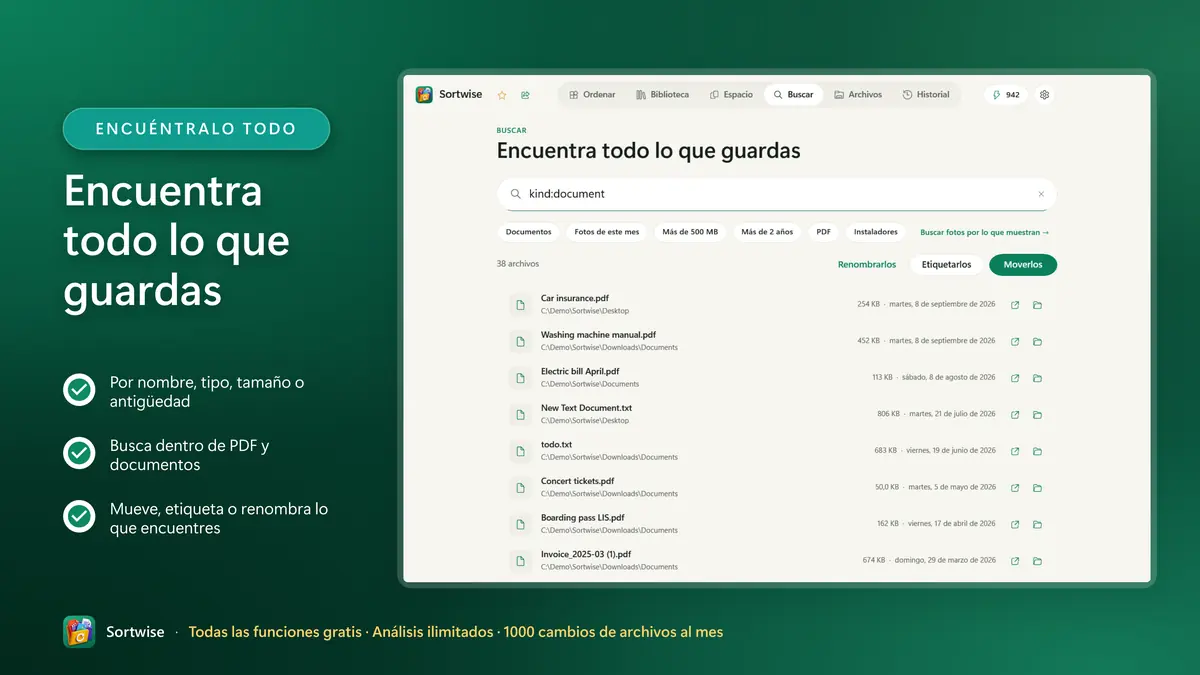 ENCUÉNTRALO TODO
Encuentra
todo lo que
guardas
Por nombre, tipo, tamaño o
antigüedad
Busca dentro de PDF y
documentos
Mueve, etiqueta o renombra lo
que encuentres
Sortwise
Ordenar
Biblioteca
Espacio
Buscar
Archivos
Historial
942
BUSCAR
Encuentra todo lo que guardas
kind:document
Documentos
Fotos de este mes
Más de 500 MB
Más de 2 años
PDF
Instaladores
Buscar fotos por lo que muestran →
38 archivos
Renombrarlos
Etiquetarlos
Moverlos
Car insurance.pdf
C:\Demo\Sortwise\Desktop
254 KB · martes, 8 de septiembre de 2026
Washing machine manual.pdf
C:\Demo\Sortwise\Downloads\Documents
452 KB · martes, 8 de septiembre de 2026
Electric bill April.pdf
C:\Demo\Sortwise\Documents
113 KB · sábado, 8 de agosto de 2026
New Text Document.txt
C:\Demo\Sortwise\Desktop
806 KB · martes, 21 de julio de 2026
todo.txt
C:\Demo\Sortwise\Downloads\Documents
683 KB · viernes, 19 de junio de 2026
Concert tickets.pdf
C:\Demo\Sortwise\Downloads\Documents
50,0 KB · martes, 5 de mayo de 2026
Boarding pass LIS.pdf
C:\Demo\Sortwise\Downloads\Documents
162 KB · viernes, 17 de abril de 2026
Invoice_2025-03 (1).pdf
C:\Demo\Sortwise\Downloads\Documents
674 KB · domingo, 29 de marzo de 2026
Sortwise · Todas las funciones gratis · Análisis ilimitados · 1000 cambios de archivos al mes